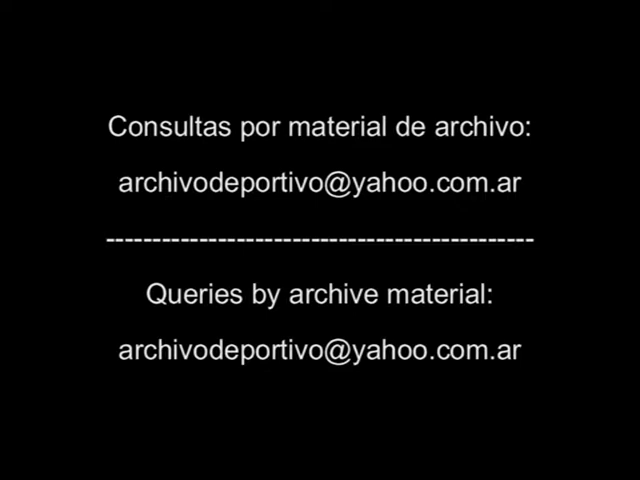 Consultas por material de archivo:
archivodeportivo@yahoo.com.ar
-----------------------------------------------
Queries by archive material:
archivodeportivo@yahoo.com.ar